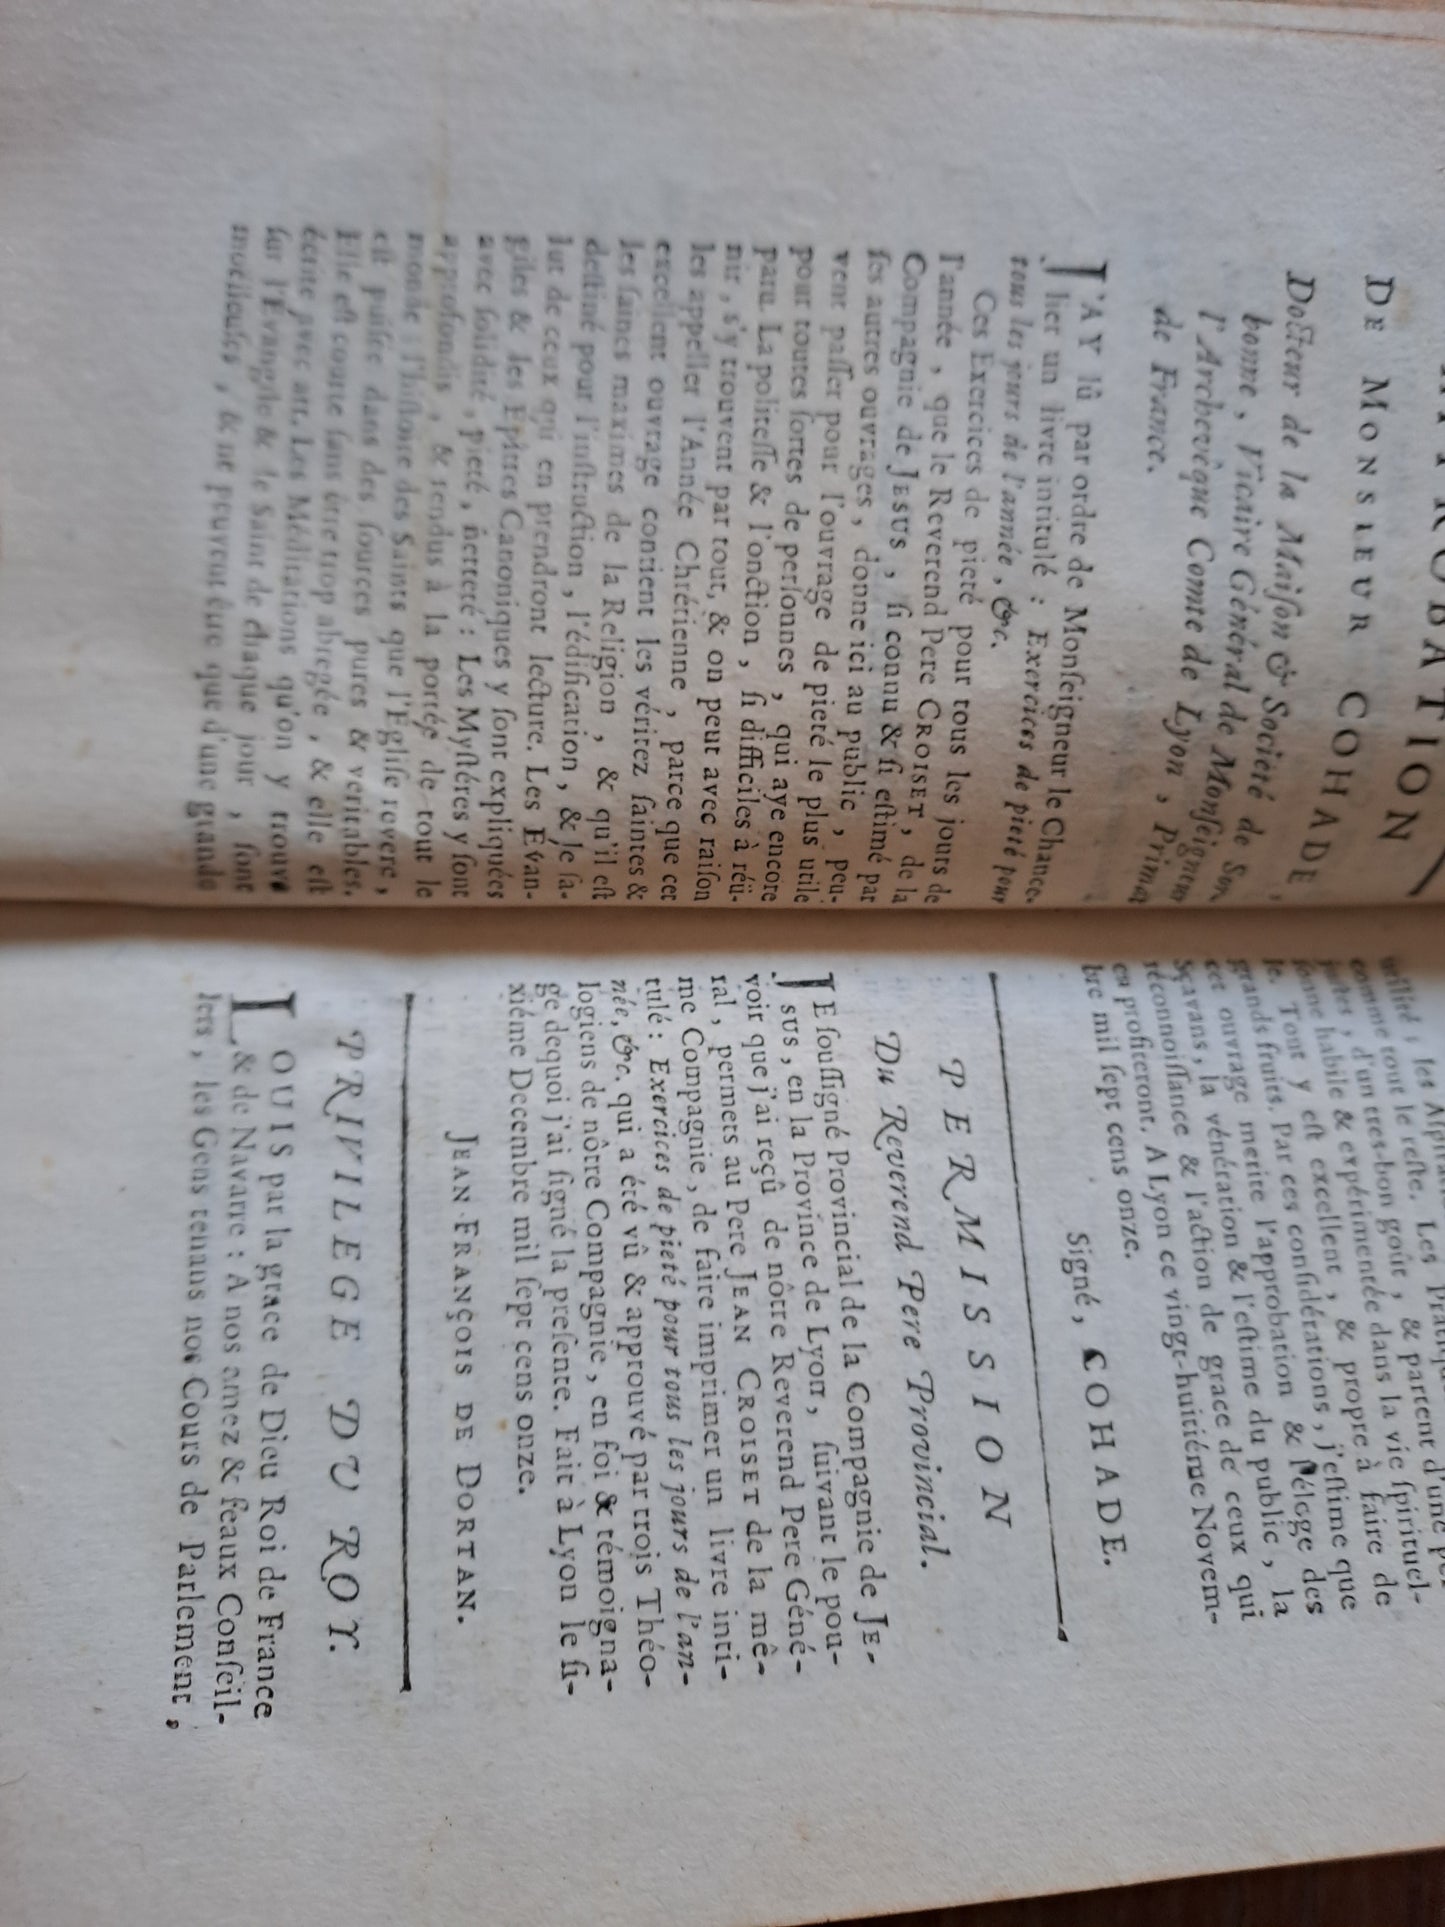 APPROBATION
DE MONSIEUR COHADE,
Docteur de la Maiſon & Societé de Sor
bonne, Vicaire Général de Monſeigneur
l'Archevêque Comte de Lyon, Primat
de France.
J'AY lû par ordre de Monſeigneur le Chance-
lier un livre intitulé : Exercices de pieté pour
tous les jours de l'année, &c.
Ces Exercices de pieté pour tous les jours de
l'année, que le Reverend Pere CROISET, de la
Compagnie de JESUS, ſi connu & ſi eſtimé par
ſes autres ouvrages, donne ici au public, peu-
vent paſſer pour l'ouvrage de pieté le plus utile
pour toutes ſortes de perſonnes, qui aye encore
paru. La politeſſe & l'onction, ſi difficiles à réü-
nir, s'y trouvent par tout, & on peut avec raiſon
les appeller l'Année Chrétienne, parce que cet
excellent ouvrage contient les véritez ſaintes &
les ſaines maximes de la Religion, & qu'il eſt
deſtiné pour l'inſtruction, l'édification, & le ſa-
lut de ceux qui en prendront lecture. Les Evan-
giles & les Epîtres Canoniques y ſont expliquées
avec ſolidité, pieté, netteté : Les Myſtéres y ſont
approfondis, & rendus à la portée de tout le
monde : l'hiſtoire des Saints que l'Egliſe revere,
eſt puiſée dans des ſources pures & veritables.
Elle eſt courte ſans être trop abregée, & elle eſt
écrite avec art. Les Méditations qu'on y trouve
ſur l'Evangile & le Saint de chaque jour, ſont
moëlleuſes, & ne peuvent être que d'une grande
utilité ; les
comme tout le reſte. Les partent d'une
juſtes, d'un tres-bon goût, & partent d'une per-
ſonne habile & expérimentée dans la vie ſpirituel-
le. Tout y eſt excellent, & propre à faire de
grands fruits. Par ces conſidérations, j'eſtime que
cet ouvrage merite l'approbation & l'éloge des
Sçavans, la vénération & l'eſtime du public, la
réconnoiſſance & l'action de grace de ceux qui
en profiteront. A Lyon ce vingt-huitiéme Novem-
bre mil ſept cens onze.
Signé, COHADE.
PERMISSION
Du Reverend Pere Provincial.
JE ſouſſigné Provincial de la Compagnie de JE-
SUS, en la Province de Lyon, ſuivant le pou-
voir que j'ai reçû de nôtre Reverend Pere Géné-
ral, permets au Pere JEAN CROISET de la mê-
me Compagnie, de faire imprimer un livre inti-
tulé : Exercices de pieté pour tous les jours de l'an-
née, &c. qui a été vû & approuvé par trois Théo-
logiens de nôtre Compagnie, en foi & témoigna-
ge dequoi j'ai ſigné la preſente. Fait à Lyon le ſi-
xiéme Decembre mil ſept cens onze.
JEAN-FRANÇOIS DE DORTAN.
PRIVILEGE DU ROY.
LOUIS par la grace de Dieu Roi de France
& de Navarre : A nos amez & feaux Conſeil-
lers, les Gens tenans nos Cours de Parlement,